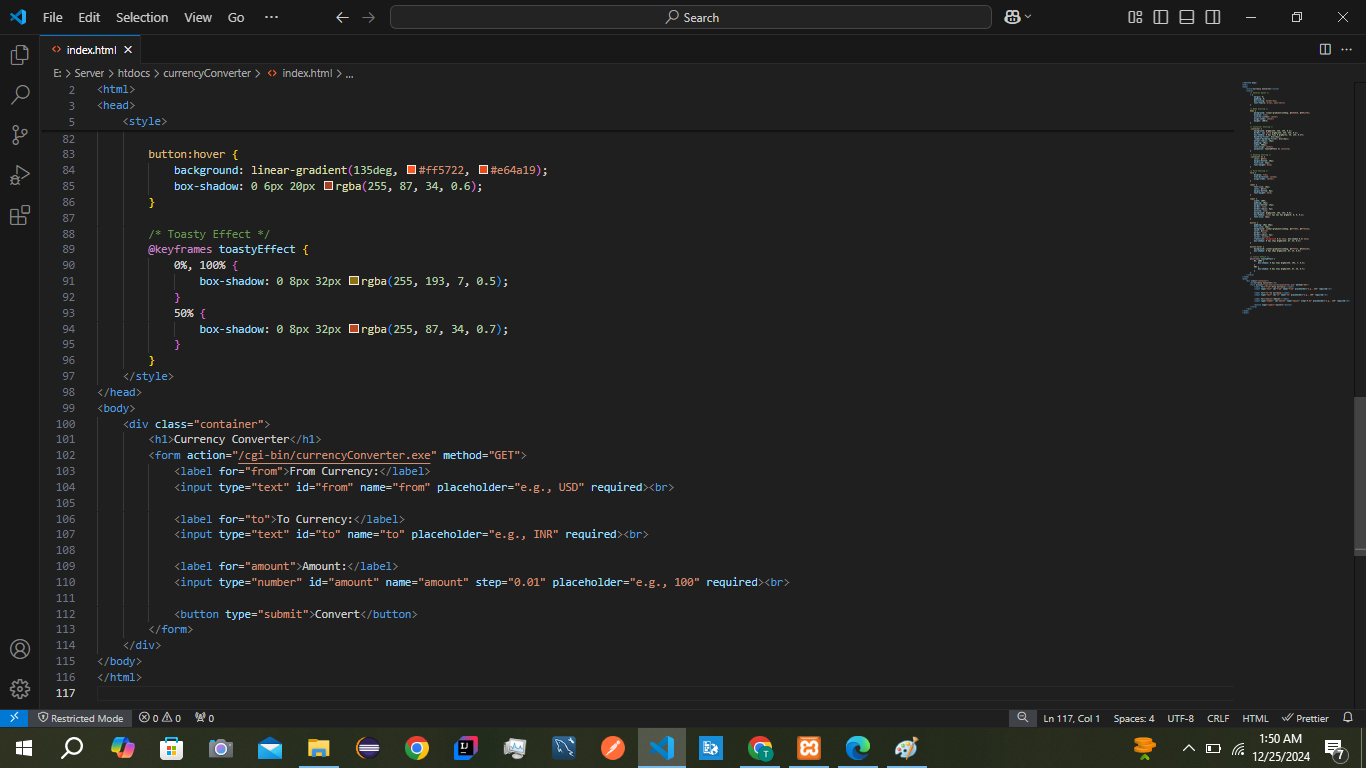 File Edit Selection View Go ··· Search
index.html
E: > Server > htdocs > currencyConverter > index.html > ...
2 <html>
3 <head>
5 <style>
82
83 button:hover {
84 background: linear-gradient(135deg, #ff5722, #e64a19);
85 box-shadow: 0 6px 20px rgba(255, 87, 34, 0.6);
86 }
87
88 /* Toasty Effect */
89 @keyframes toastyEffect {
90 0%, 100% {
91 box-shadow: 0 8px 32px rgba(255, 193, 7, 0.5);
92 }
93 50% {
94 box-shadow: 0 8px 32px rgba(255, 87, 34, 0.7);
95 }
96 }
97 </style>
98 </head>
99 <body>
100 <div class="container">
101 <h1>Currency Converter</h1>
102 <form action="/cgi-bin/currencyConverter.exe" method="GET">
103 <label for="from">From Currency:</label>
104 <input type="text" id="from" name="from" placeholder="e.g., USD" required><br>
105
106 <label for="to">To Currency:</label>
107 <input type="text" id="to" name="to" placeholder="e.g., INR" required><br>
108
109 <label for="amount">Amount:</label>
110 <input type="number" id="amount" name="amount" step="0.01" placeholder="e.g., 100" required><br>
111
112 <button type="submit">Convert</button>
113 </form>
114 </div>
115 </body>
116 </html>
117
Restricted Mode 0 0 0 Ln 117, Col 1 Spaces: 4 UTF-8 CRLF HTML Prettier
1:50 AM
12/25/2024
7